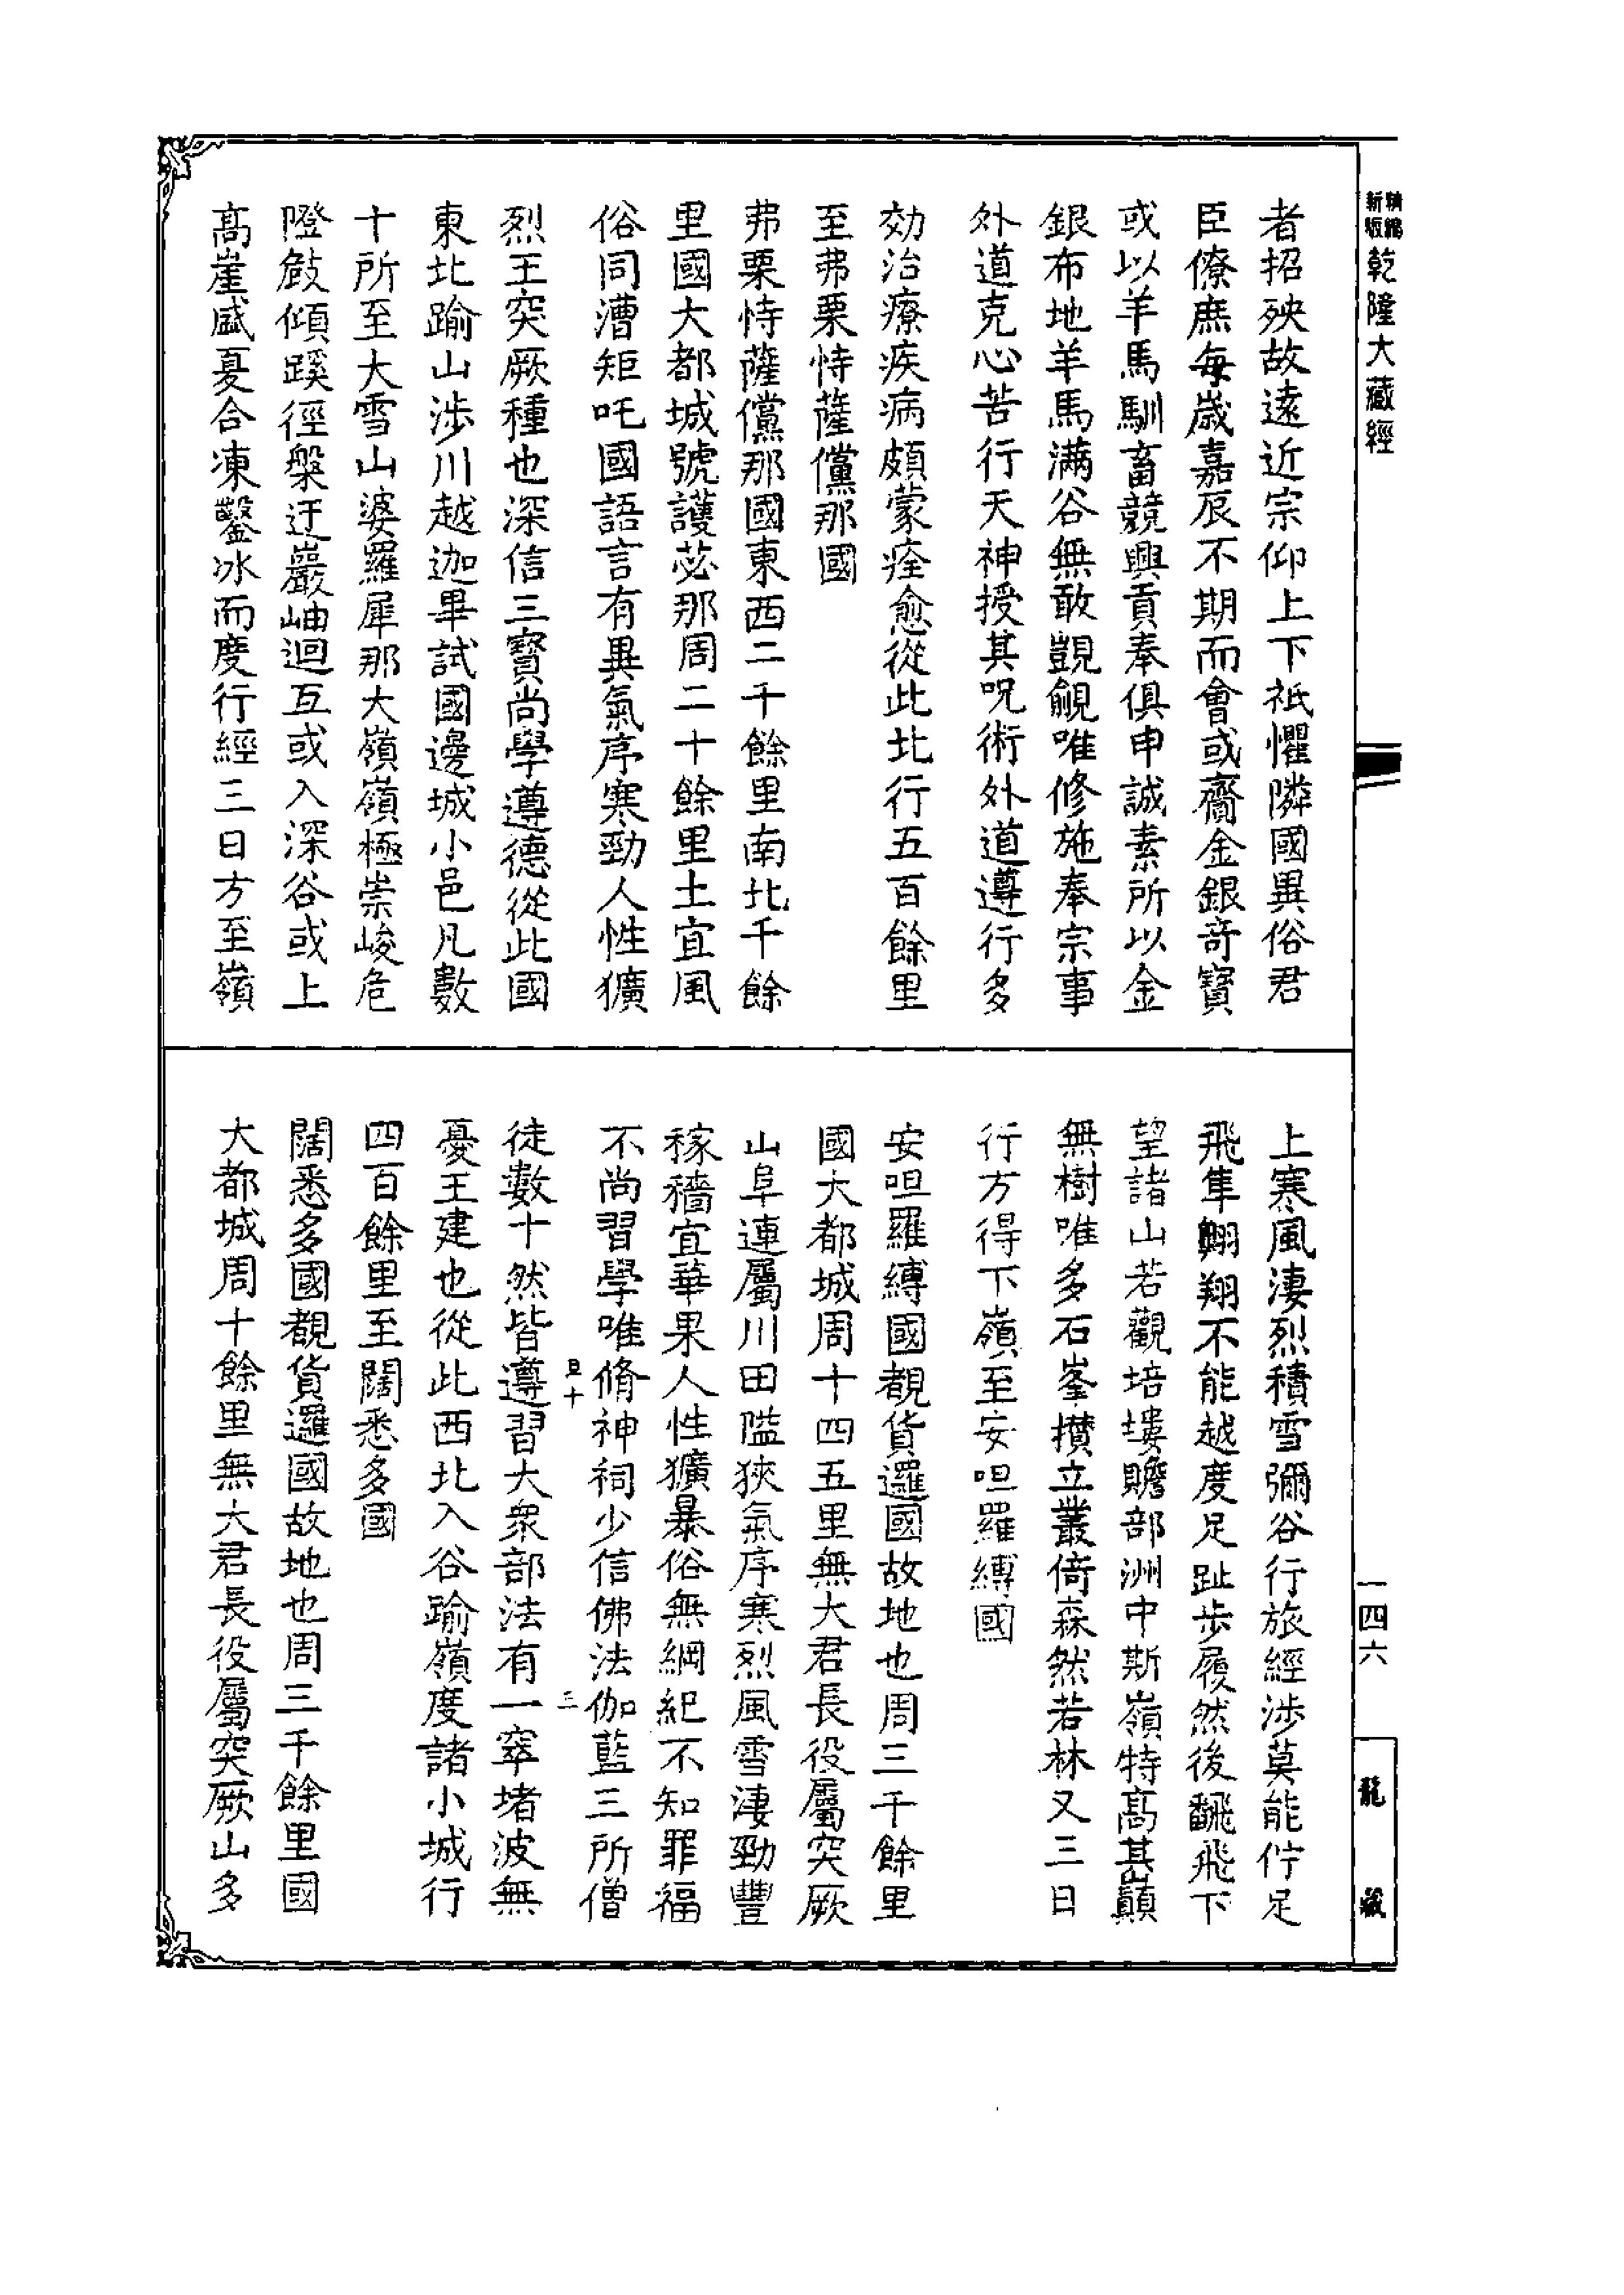 新版精縮乾隆大藏經
者招殃故遠近宗仰上下祇懼隣國異俗君
臣僚庶每歲嘉辰不期而會或齎金銀奇寶
或以羊馬馴畜競興貢奉俱申誠素所以金
銀布地羊馬滿谷無敢覬覦唯修施奉宗事
外道克心苦行天神授其呪術外道遵行多
効治療疾病頗蒙痊愈從此北行五百餘里
至弗栗恃薩儻那國
弗栗恃薩儻那國東西二千餘里南北千餘
里國大都城號護苾那周二十餘里土宜風
俗同漕矩吒國語言有異氣序寒勁人性獷
烈王突厥種也深信三寶尚學遵德從此國
東北踰山涉川越迦畢試國邊城小邑凡數
十所至大雪山婆羅犀那大嶺嶺極崇峻危
隥敧傾蹊徑槃迂巖岫迴互或入深谷或上
高崖盛夏合凍鑿冰而度行經三日方至嶺
上寒風淒烈積雪彌谷行旅經涉莫能佇足
飛隼翱翔不能越度足趾步履然後翻飛下
望諸山若觀培塿贍部洲中斯嶺特高其巔
無樹唯多石峯攢立叢倚森然若林又三日
行方得下嶺至安呾羅縛國
安呾羅縛國覩貨邏國故地也周三千餘里
國大都城周十四五里無大君長役屬突厥
山阜連屬川田隘狹氣序寒烈風雪淒勁豐
稼穡宜華果人性獷暴俗無綱紀不知罪福
不尚習學唯脩神祠少信佛法伽藍三所僧
旦十 三
徒數十然皆遵習大衆部法有一窣堵波無
憂王建也從此西北入谷踰嶺度諸小城行
四百餘里至闊悉多國
闊悉多國覩貨邏國故地也周三千餘里國
大都城周十餘里無大君長役屬突厥山多
一四六
龍藏